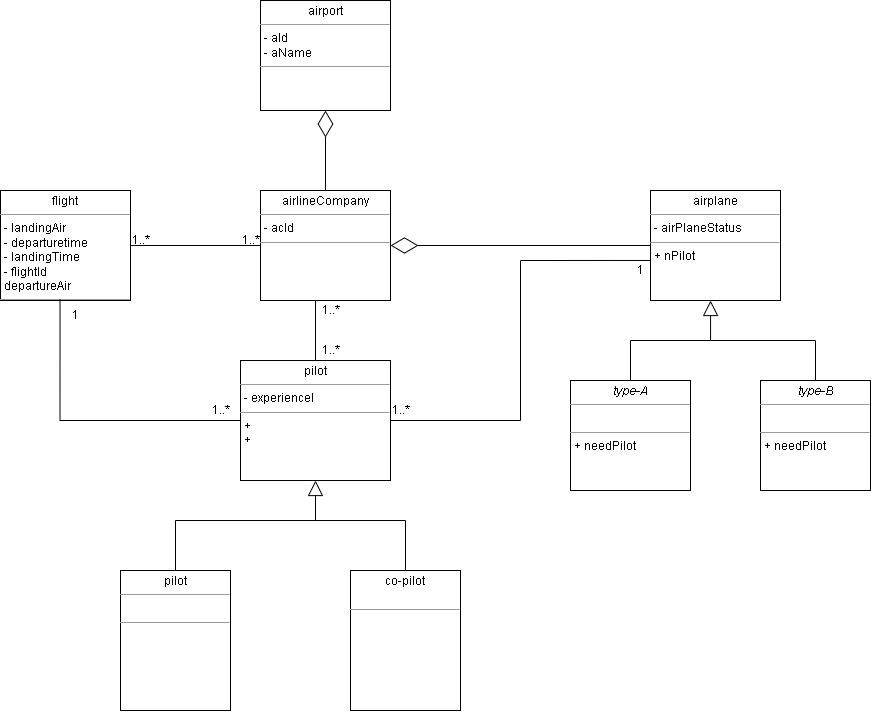 airport
- aId
- aName
flight
- landingAir
- departuretime
- landingTime
- flightId
departureAir
1..*
1..*
airlineCompany
- acId
airplane
- airPlaneStatus
+ nPilot
1
1
1..*
1..*
1..*
1..*
pilot
- experiencel
+
+
type-A
+ needPilot
type-B
+ needPilot
pilot
co-pilot